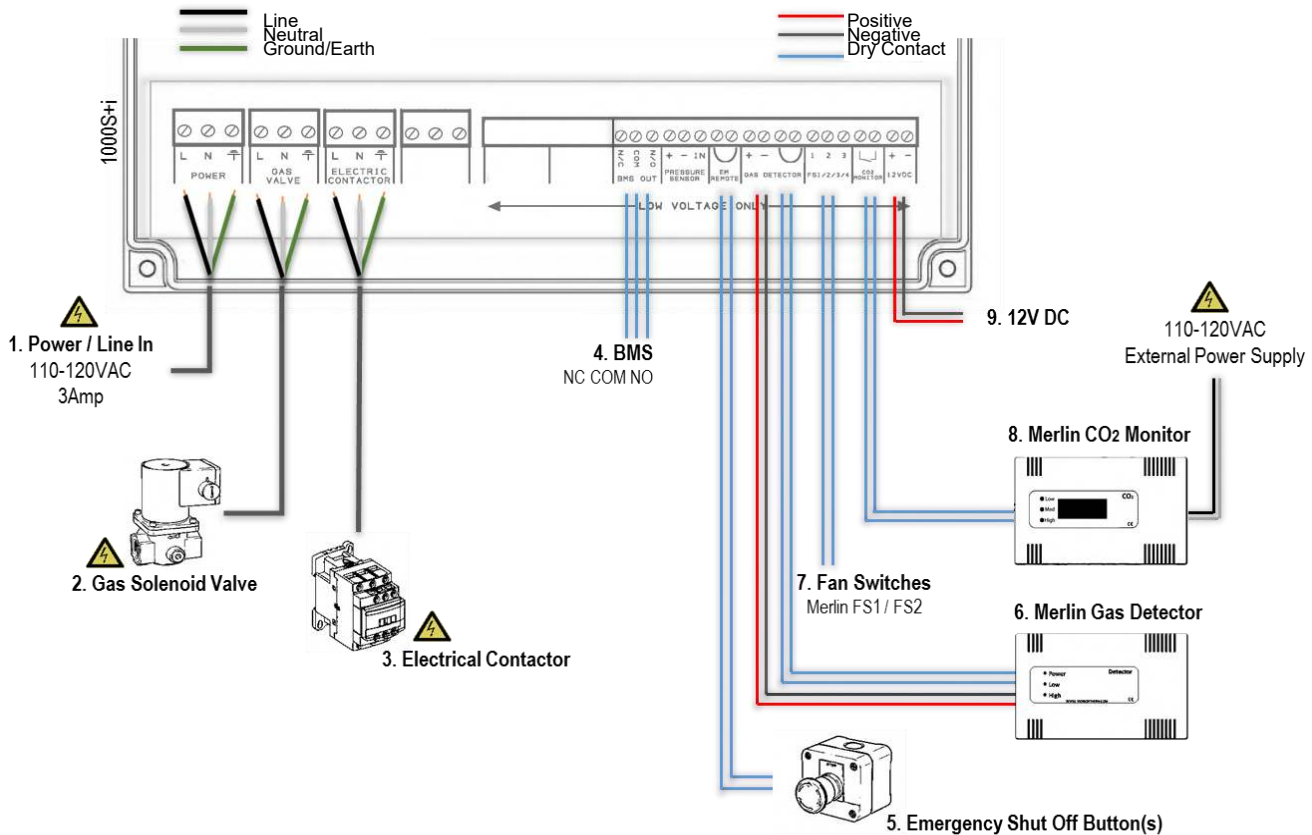 Line
Neutral
Ground/Earth
Positive
Negative
Dry Contact
1000S+i
L N
POWER
L N
GAS
VALVE
L N
ELECTRIC
CONTACTOR
N/C COM N/O
BMS OUT
+ - IN
PRESSURE
SENSOR
EM
REMOTE
+ -
GAS DETECTOR
1 2 3
FS1/2/3/4
CO2
MONITOR
+ -
12VDC
LOW VOLTAGE ONLY
1. Power / Line In
110-120VAC
3Amp
2. Gas Solenoid Valve
3. Electrical Contactor
4. BMS
NC COM NO
9. 12V DC
110-120VAC
External Power Supply
8. Merlin CO2 Monitor
Low
Med
High
CO2
CE
7. Fan Switches
Merlin FS1 / FS2
6. Merlin Gas Detector
Power
Low
High
Detector
CE
5. Emergency Shut Off Button(s)